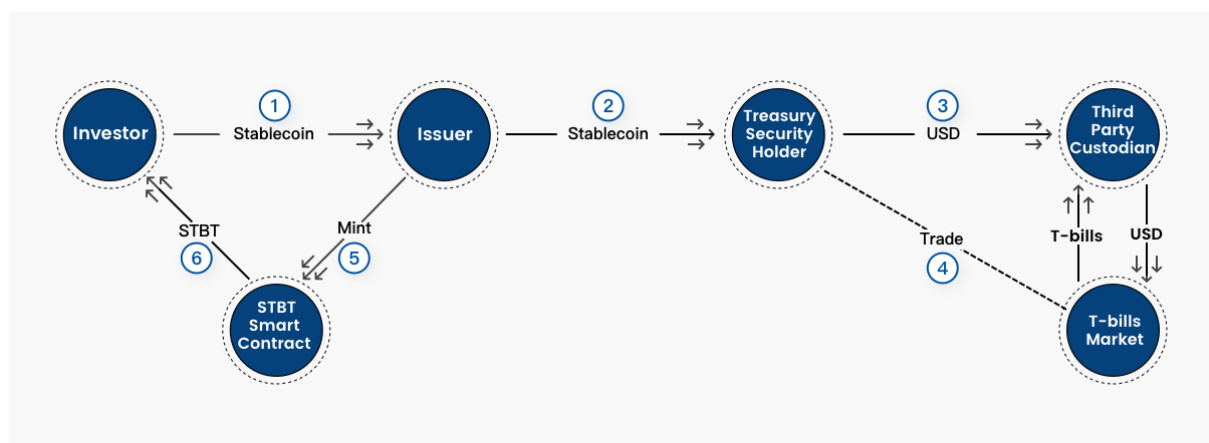 1
2
3
Investor
Stablecoin
Issuer
Stablecoin
Treasury
Security
Holder
USD
Third
Party
Custodian
STBT
6
Mint
5
Trade
4
T-bills
USD
STBT
Smart
Contract
T-bills
Market